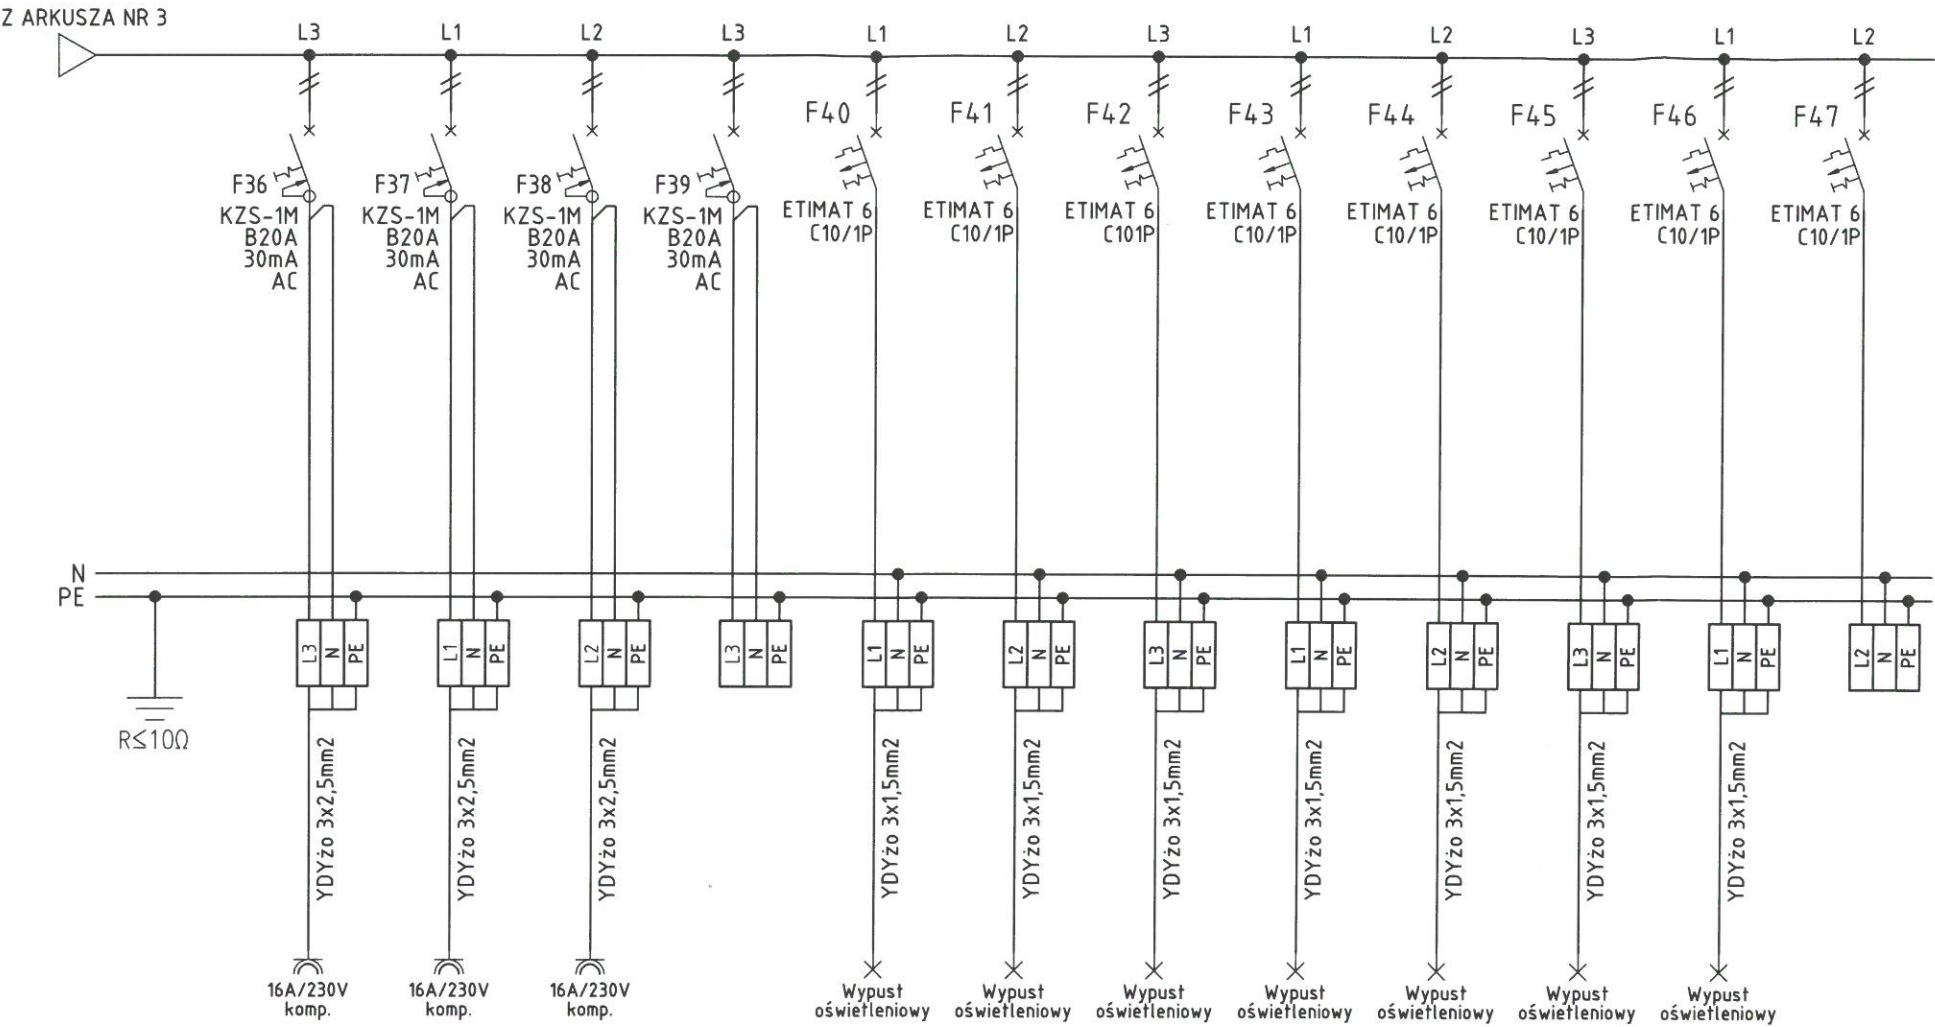 Z ARKUSZA NR 3
L3 L1 L2 L3 L1 L2 L3 L1 L2 L3 L1 L2
F40 F41 F42 F43 F44 F45 F46 F47
F36 F37 F38 F39
KZS-1M KZS-1M KZS-1M KZS-1M ETIMAT 6 ETIMAT 6 ETIMAT 6 ETIMAT 6 ETIMAT 6 ETIMAT 6 ETIMAT 6 ETIMAT 6
B20A B20A B20A B20A C10/1P C10/1P C101P C10/1P C10/1P C10/1P C10/1P C10/1P
30mA 30mA 30mA 30mA
AC AC AC AC
N
PE
L3 N PE L1 N PE L2 N PE L3 N PE L1 N PE L2 N PE L3 N PE L1 N PE L2 N PE L3 N PE L1 N PE L2 N PE
R≤10Ω
YDYżo 3x2,5mm2
YDYżo 3x2,5mm2
YDYżo 3x2,5mm2
YDYżo 3x1,5mm2
YDYżo 3x1,5mm2
YDYżo 3x1,5mm2
YDYżo 3x1,5mm2
YDYżo 3x1,5mm2
YDYżo 3x1,5mm2
YDYżo 3x1,5mm2
16A/230V 16A/230V 16A/230V Wypust Wypust Wypust Wypust Wypust Wypust Wypust
komp. komp. komp. oświetleniowy oświetleniowy oświetleniowy oświetleniowy oświetleniowy oświetleniowy oświetleniowy